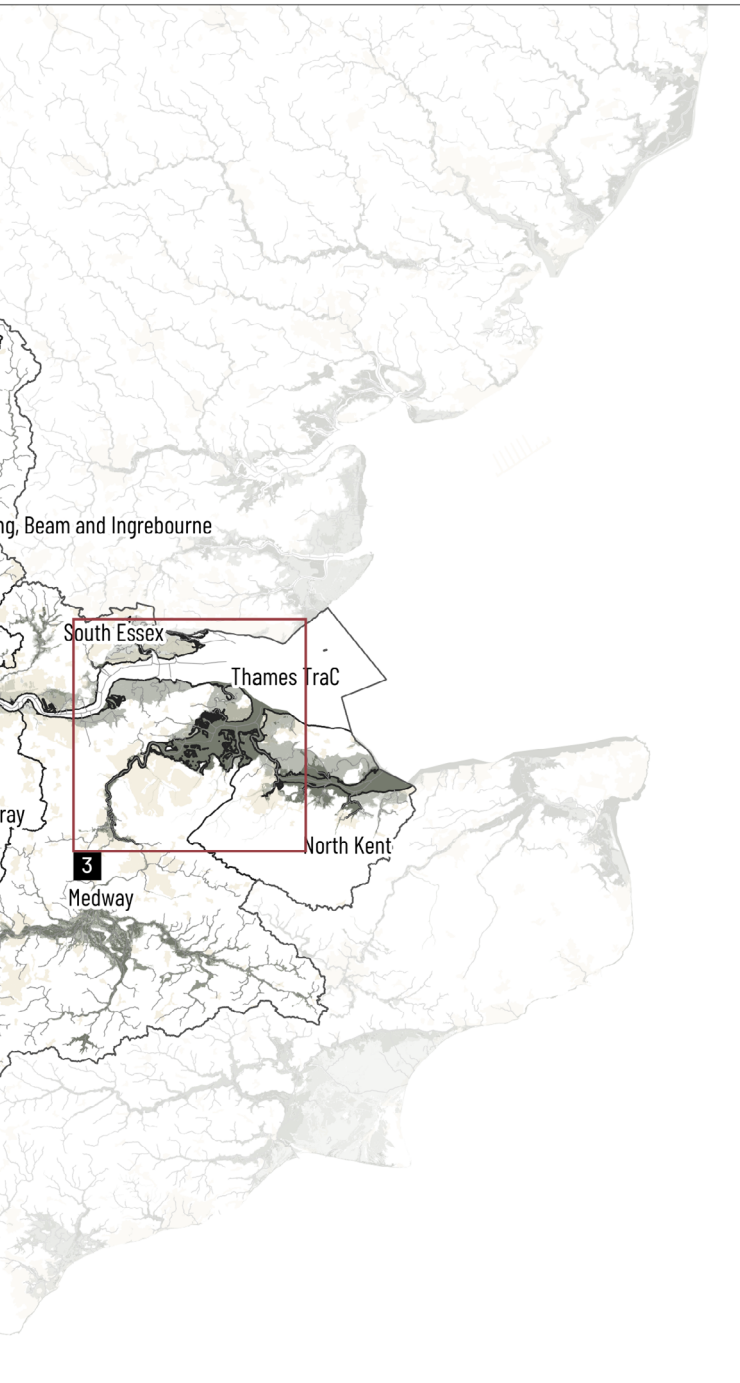 ng, Beam and Ingrebourne
South Essex
Thames TraC
ray
North Kent
3
Medway